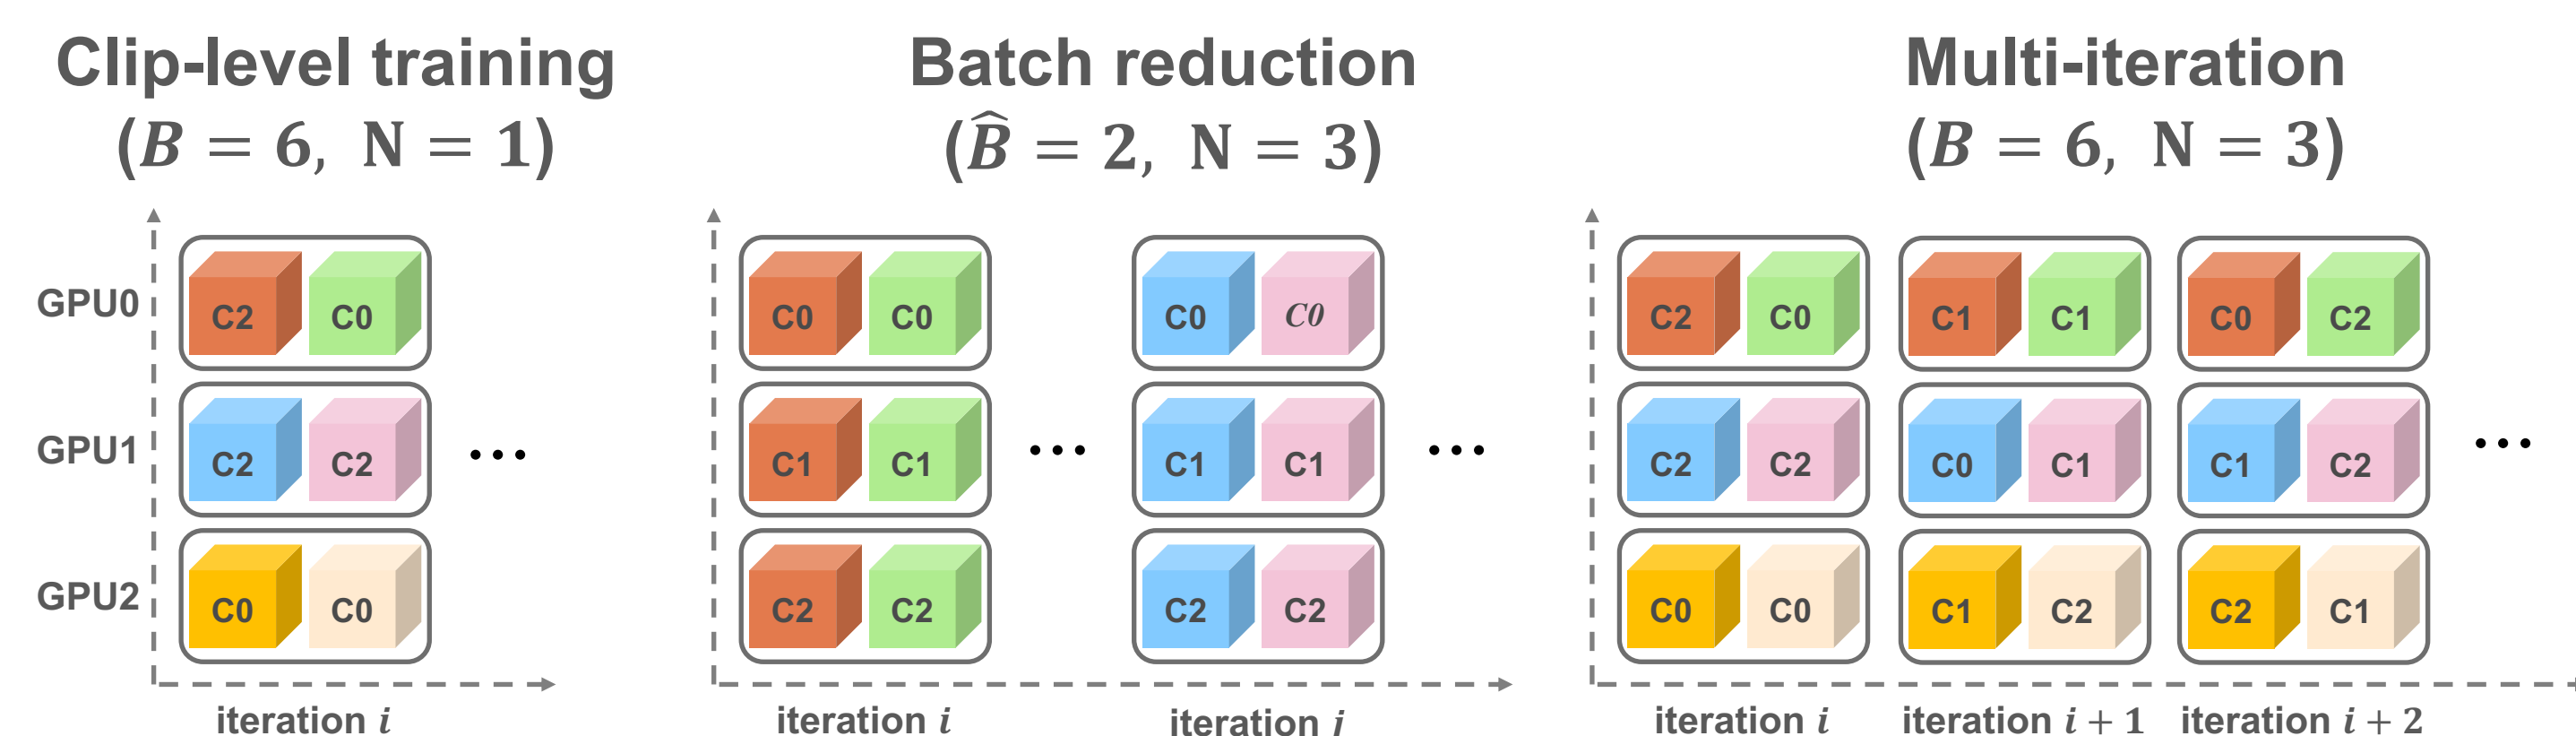 Clip-level training
(B = 6, N = 1)
Batch reduction
(B̂ = 2, N = 3)
Multi-iteration
(B = 6, N = 3)
GPU0
C2 C0
C0 C0
C0 C0
C2 C0
C1 C1
C0 C2
GPU1
C2 C2
...
C1 C1
...
C1 C1
...
C2 C2
C0 C1
C1 C2
...
GPU2
C0 C0
C2 C2
C2 C2
C0 C0
C1 C2
C2 C1
iteration i
iteration i
iteration j
iteration i
iteration i + 1
iteration i + 2